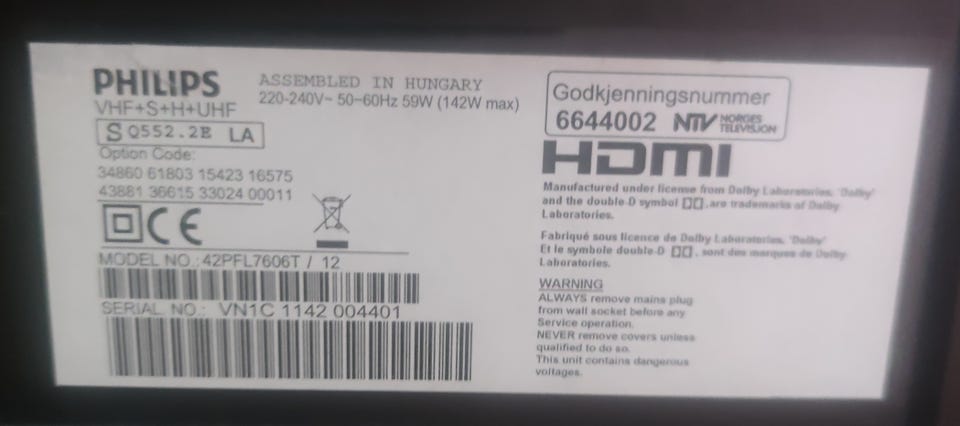 PHILIPS
VHF+S+H+UHF
S Q552.2E LA
ASSEMBLED IN HUNGARY
220-240V~ 50-60Hz 59W (142W max)
Option Code:
34860 61803 15423 16575
43881 36615 33024 00011
CE
MODEL NO.:42PFL7606T / 12
SERIAL NO.: VN1C 1142 004401
Godkjenningsnummer
6644002 NTV NORGES TELEVISJON
HDMI
Manufactured under license from Dolby Laboratories. 'Dolby'
and the double-D symbol ,are trademarks of Dolby
Laboratories.
Fabriqué sous licence de Dolby Laboratories. 'Dolby'
Et le symbole double-D , sont des marques de Dolby
Laboratories.
WARNING
ALWAYS remove mains plug
from wall socket before any
Service operation.
NEVER remove covers unless
qualified to do so.
This unit contains dangerous
voltages.